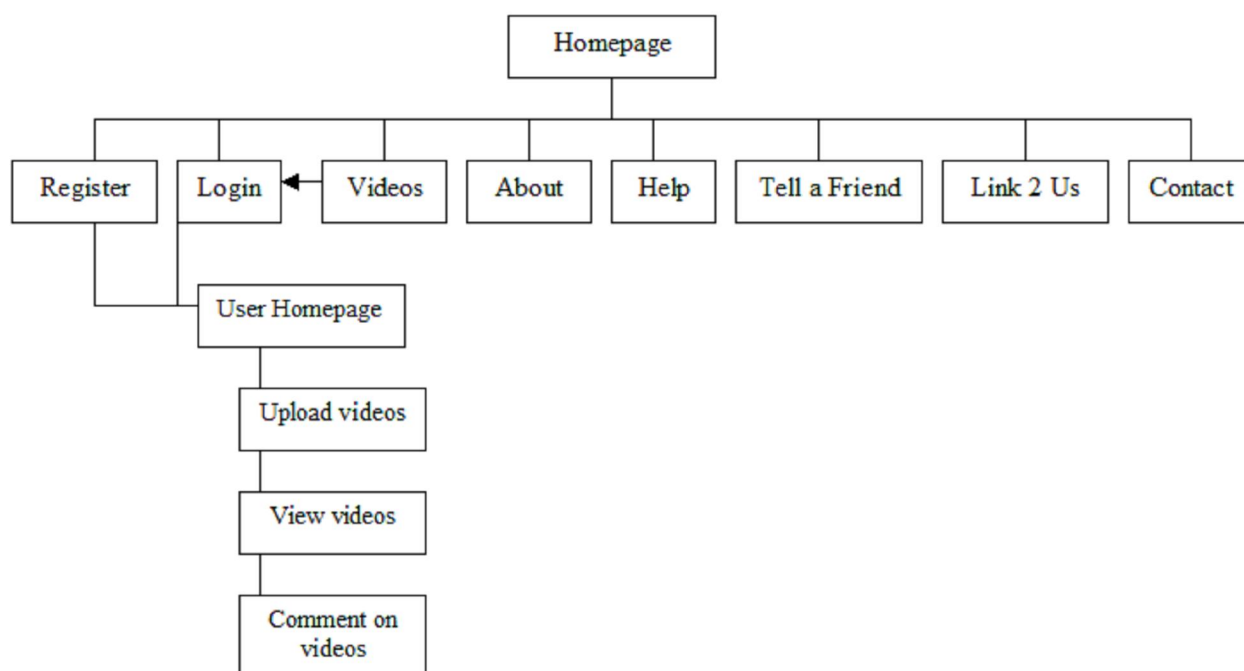 Homepage
Register
Login
Videos
About
Help
Tell a Friend
Link 2 Us
Contact
User Homepage
Upload videos
View videos
Comment on
videos